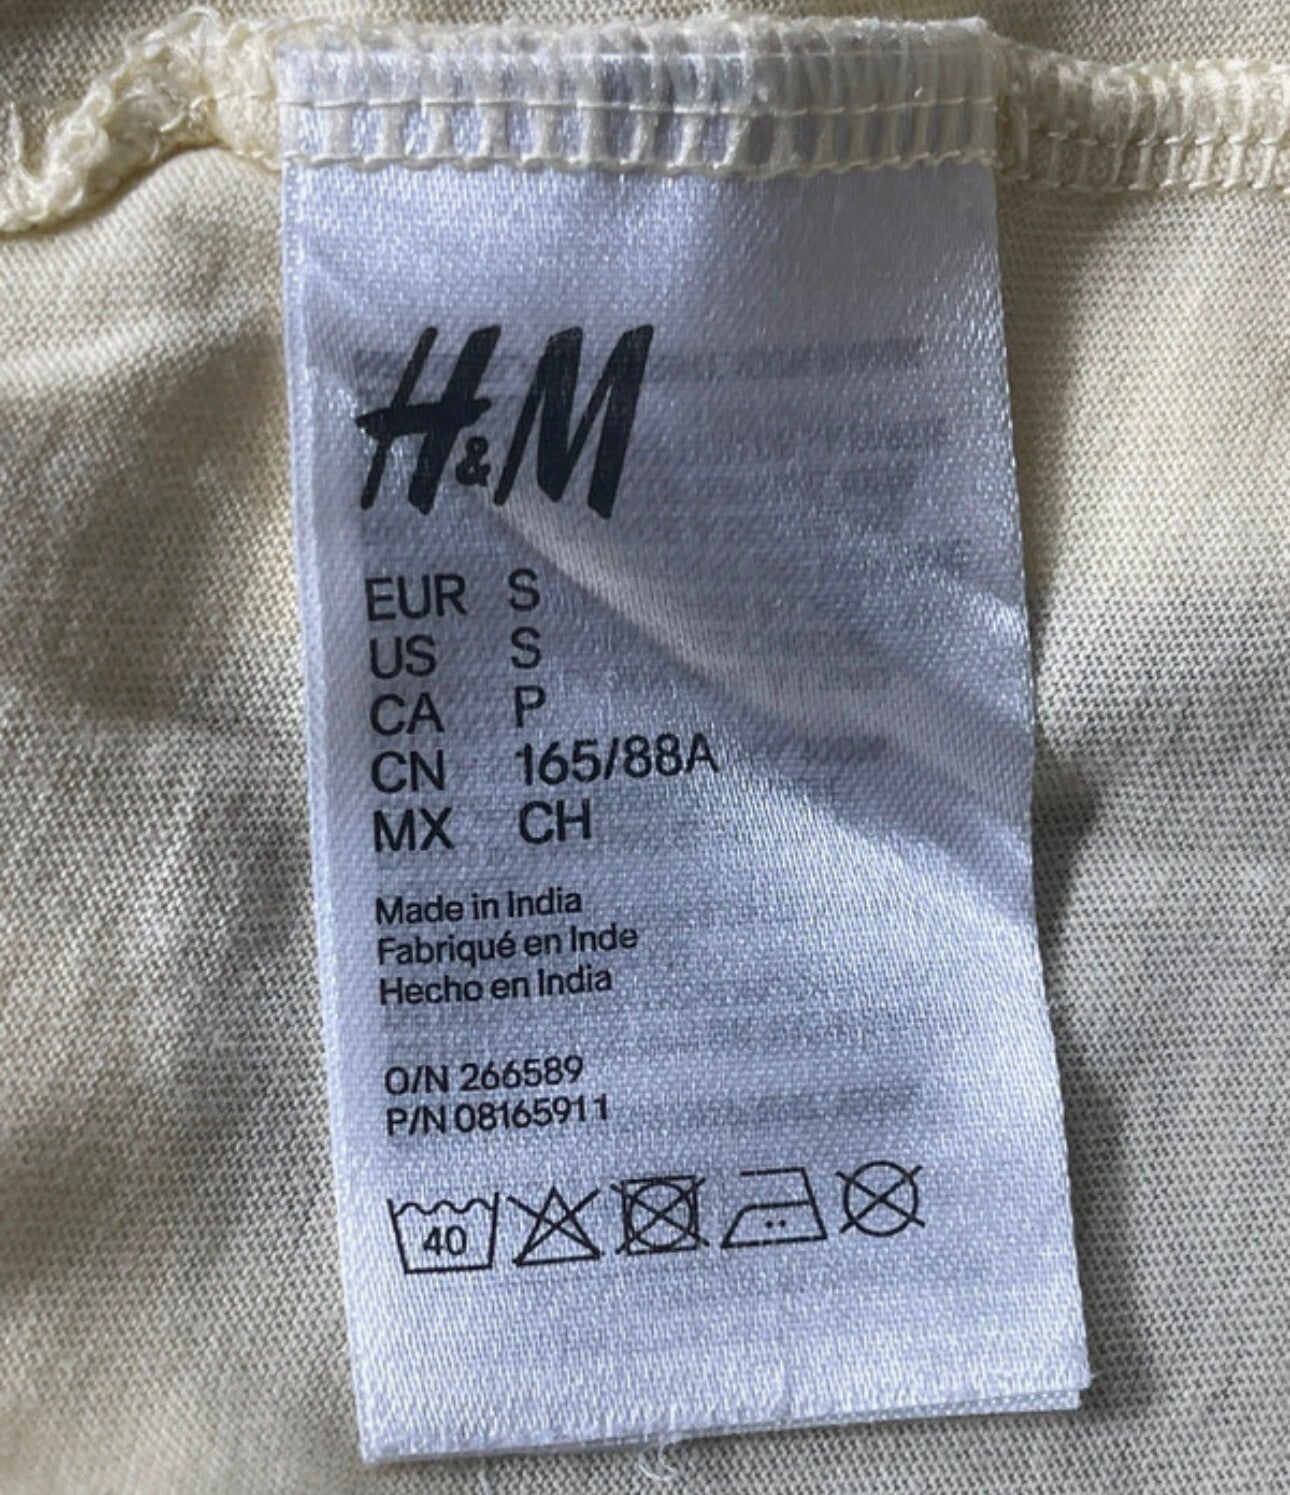 H&M
EUR S
US S
CA P
CN 165/88A
MX CH
Made in India
Fabriqué en Inde
Hecho en India
O/N 266589
P/N 08165911
40